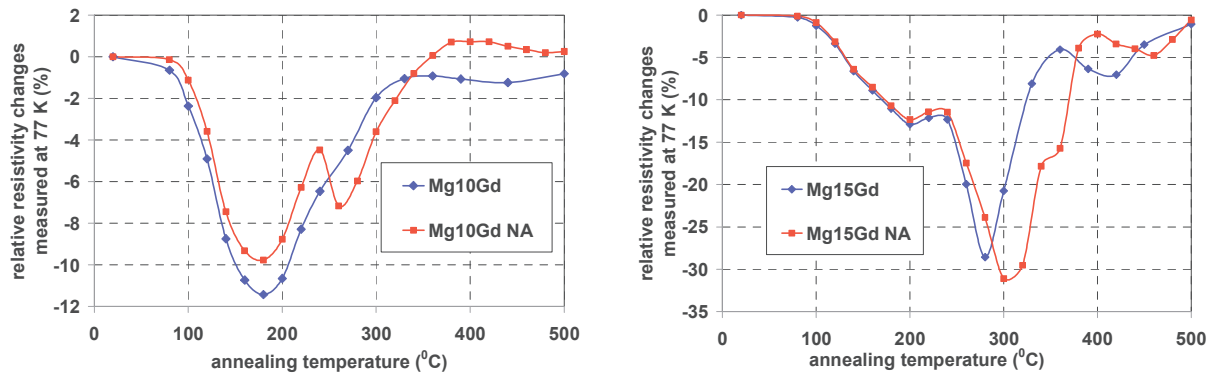 relative resistivity changes
measured at 77 K (%)
2
0
-2
-4
-6
-8
-10
-12
Mg10Gd
Mg10Gd NA
0 100 200 300 400 500
annealing temperature (⁰C)
relative resistivity changes
measured at 77 K (%)
0
-5
-10
-15
-20
-25
-30
-35
Mg15Gd
Mg15Gd NA
0 100 200 300 400 500
annealing temperature (⁰C)